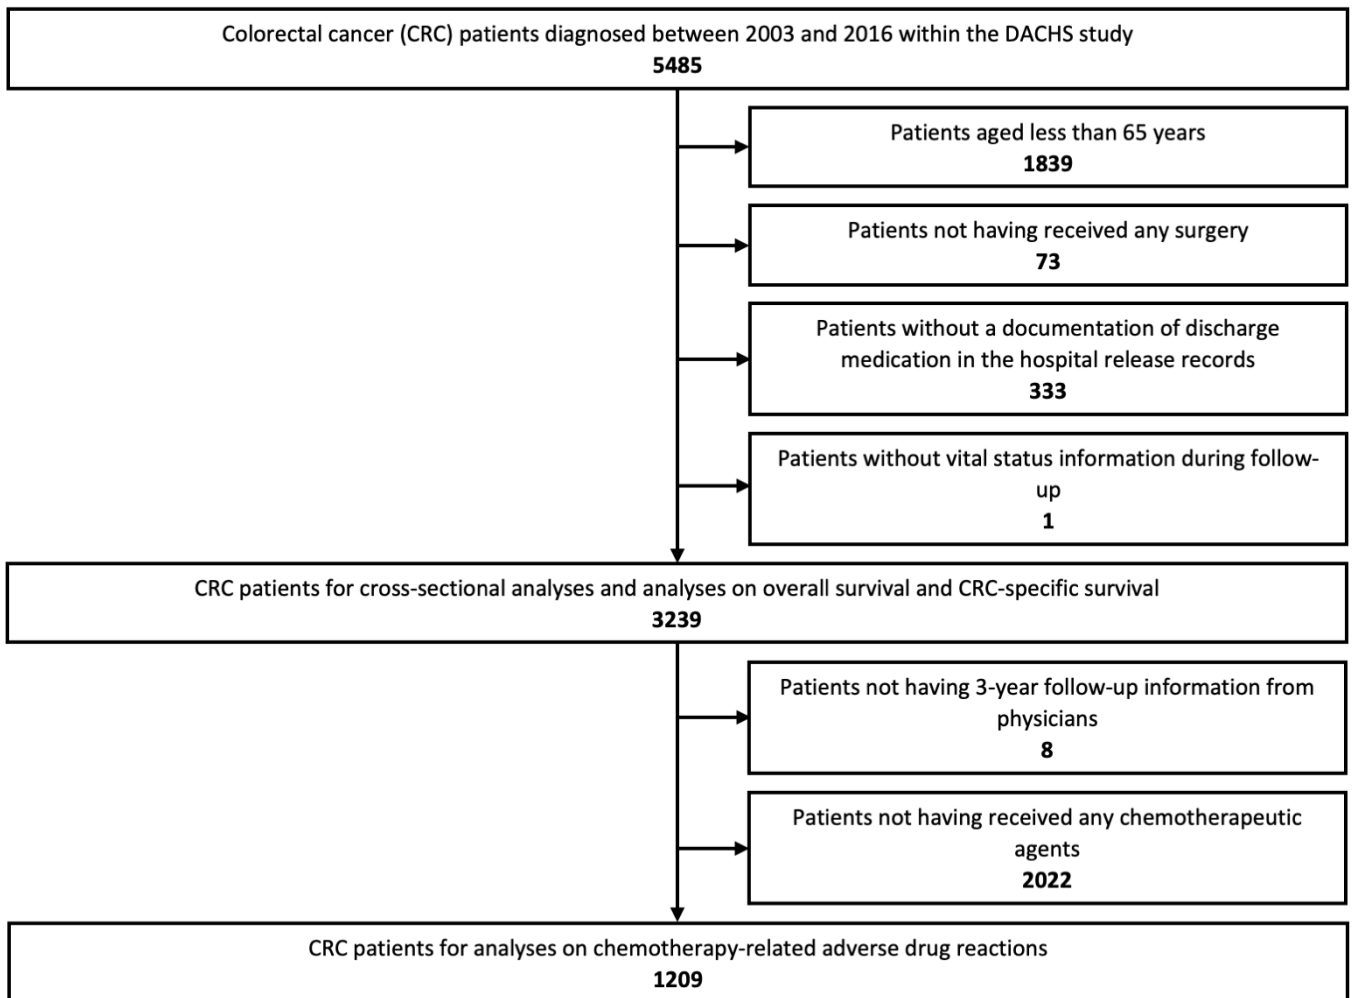 Colorectal cancer (CRC) patients diagnosed between 2003 and 2016 within the DACHS study
5485
Patients aged less than 65 years
1839
Patients not having received any surgery
73
Patients without a documentation of discharge
medication in the hospital release records
333
Patients without vital status information during follow-
up
1
CRC patients for cross-sectional analyses and analyses on overall survival and CRC-specific survival
3239
Patients not having 3-year follow-up information from
physicians
8
Patients not having received any chemotherapeutic
agents
2022
CRC patients for analyses on chemotherapy-related adverse drug reactions
1209